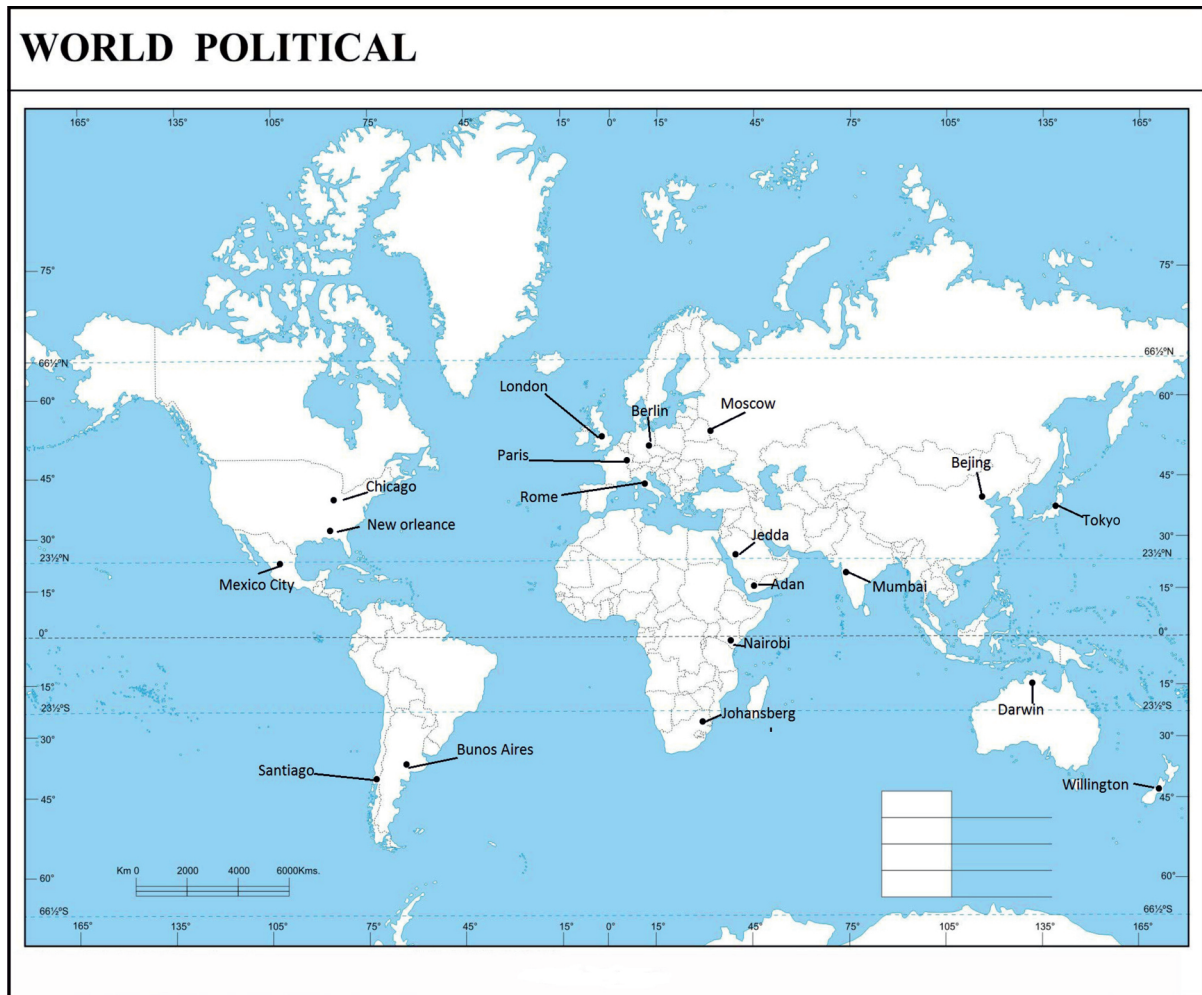 WORLD POLITICAL
165° 135° 105° 75° 45° 15° 0° 15° 45° 75° 105° 135° 165°
75° 75°
66½°N 66½°N
60° 60°
London
Berlin
Moscow
Paris
Rome
45° 45°
Bejing
Chicago
New orleance
Tokyo
30° 30°
Jedda
23½°N 23½°N
Mexico City
Adan
Mumbai
15° 15°
0° 0°
Nairobi
15° 15°
Darwin
23½°S 23½°S
Johansberg
30° 30°
Bunos Aires
Santiago
Willington
45° 45°
Km 0 2000 4000 6000Kms.
60° 60°
66½°S 66½°S
165° 135° 105° 75° 45° 15° 0° 15° 45° 75° 105° 135° 165°